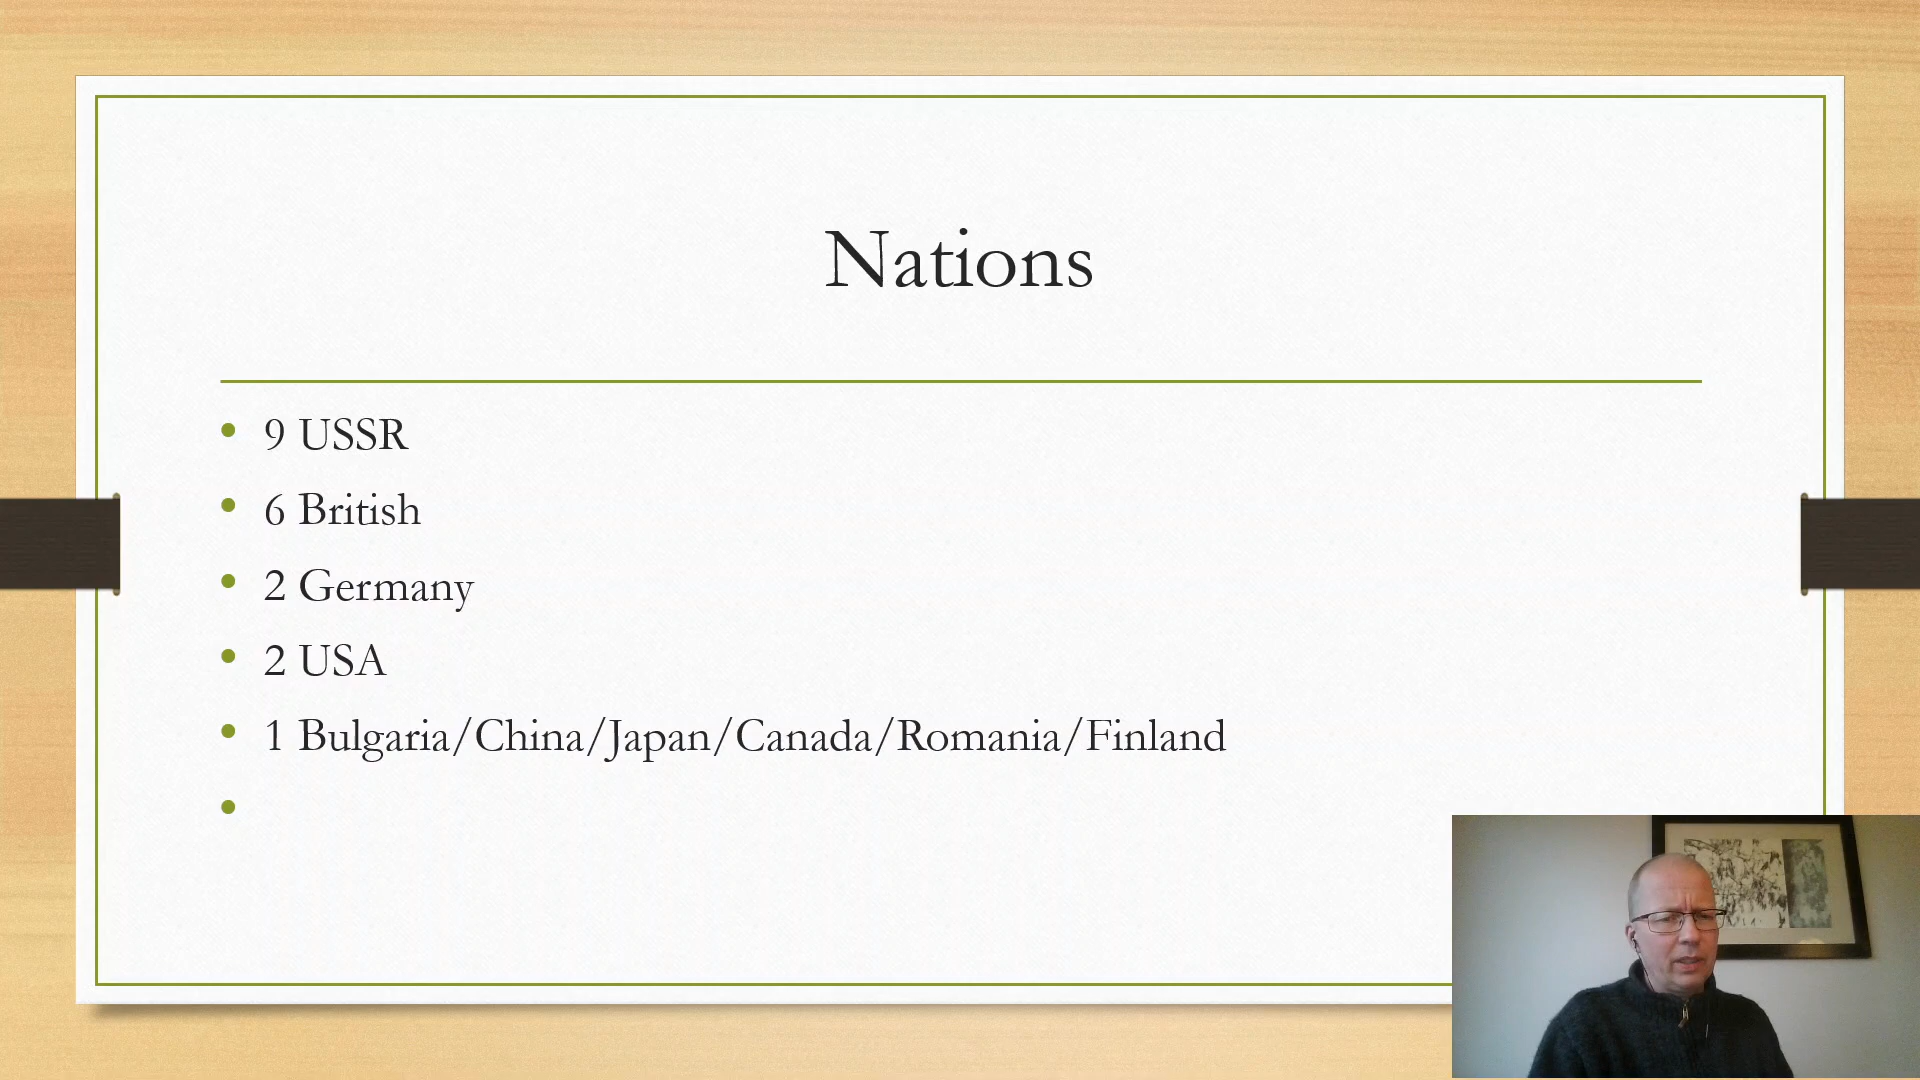 Nations
9 USSR
6 British
2 Germany
2 USA
1 Bulgaria/China/Japan/Canada/Romania/Finland